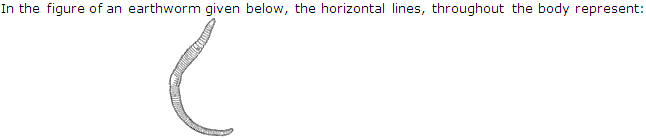 In the figure of an earthworm given below, the horizontal lines, throughout the body represent: